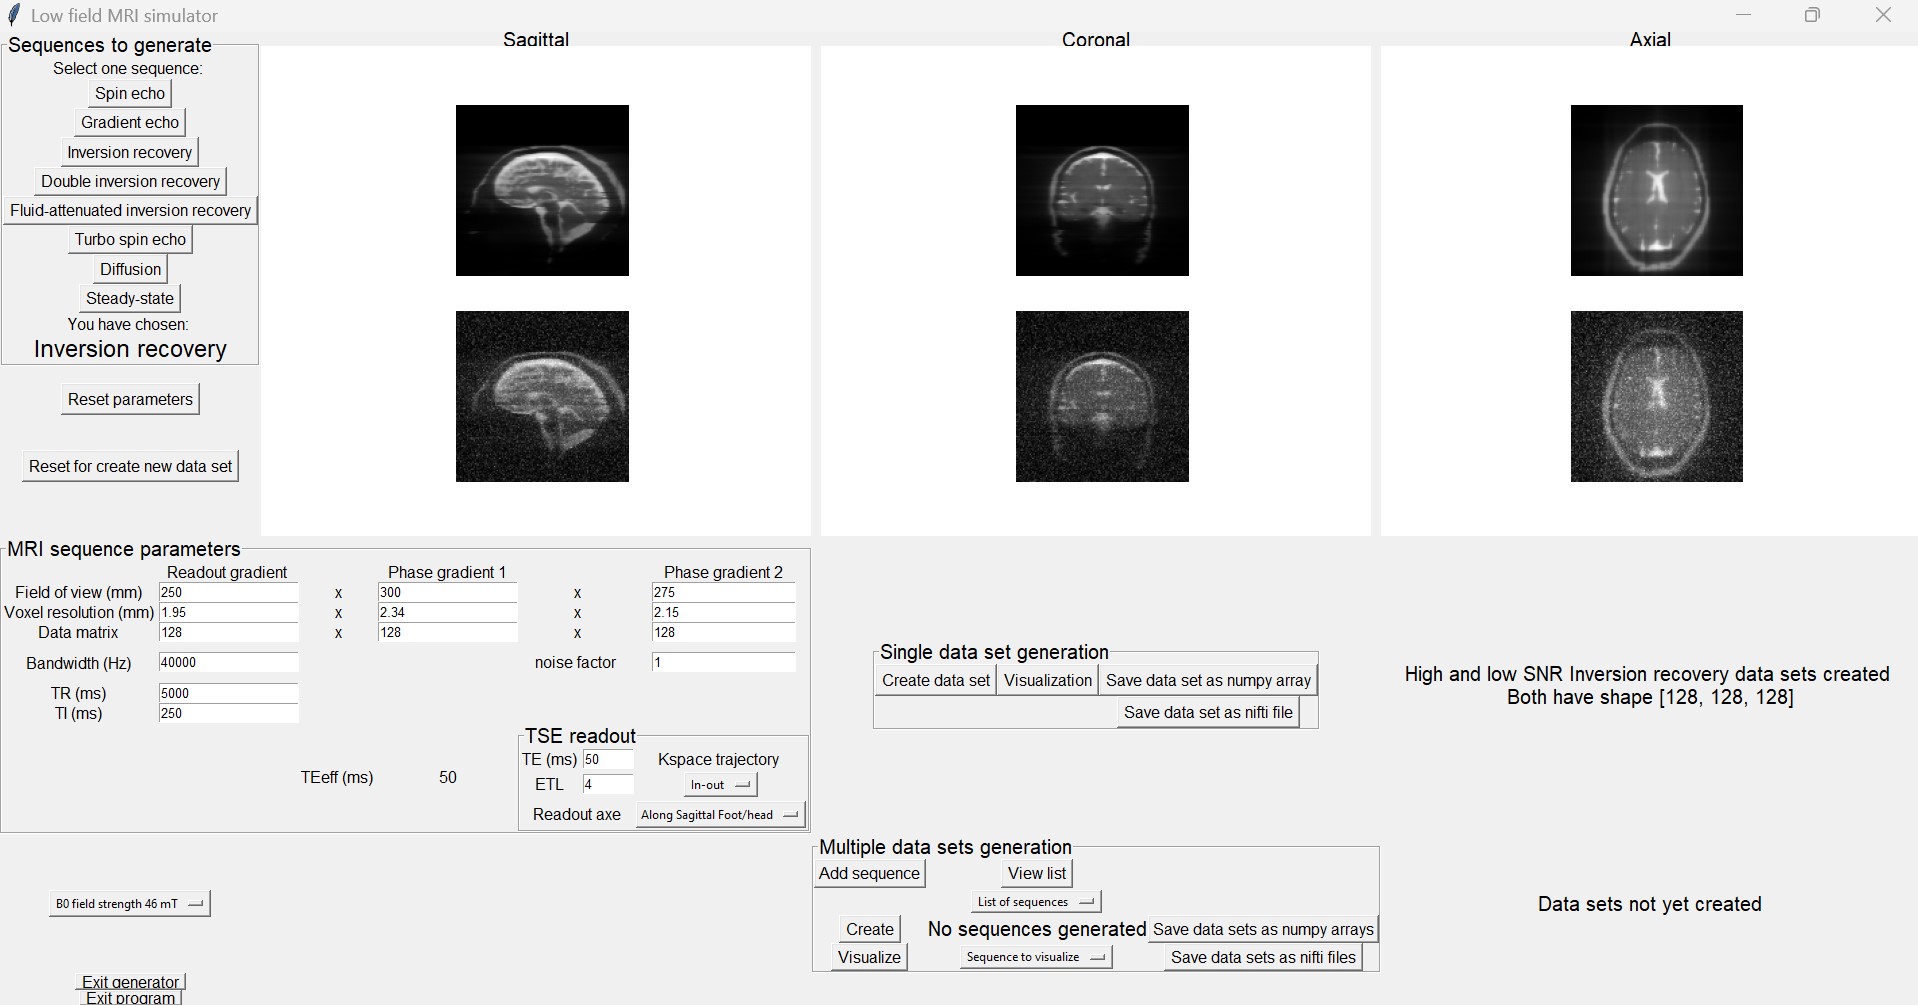 Low field MRI simulator
Sagittal
Coronal
Axial
Sequences to generate
Select one sequence:
Spin echo
Gradient echo
Inversion recovery
Double inversion recovery
Fluid-attenuated inversion recovery
Turbo spin echo
Diffusion
Steady-state
You have chosen:
Inversion recovery
Reset parameters
Reset for create new data set
MRI sequence parameters
Readout gradient Phase gradient 1 Phase gradient 2
Field of view (mm) 250 x 300 x 275
Voxel resolution (mm) 1.95 x 2.34 x 2.15
Data matrix 128 x 128 x 128
Bandwidth (Hz) 40000 noise factor 1
TR (ms) 5000
TI (ms) 250
TSE readout
TE (ms) 50 Kspace trajectory
TEeff (ms) 50
ETL 4 In-out
Readout axe Along Sagittal Foot/head
Single data set generation
Create data set Visualization Save data set as numpy array
Save data set as nifti file
High and low SNR Inversion recovery data sets created
Both have shape [128, 128, 128]
B0 field strength 46 mT
Exit generator
Exit program
Multiple data sets generation
Add sequence View list
List of sequences
Create No sequences generated Save data sets as numpy arrays
Visualize Sequence to visualize Save data sets as nifti files
Data sets not yet created